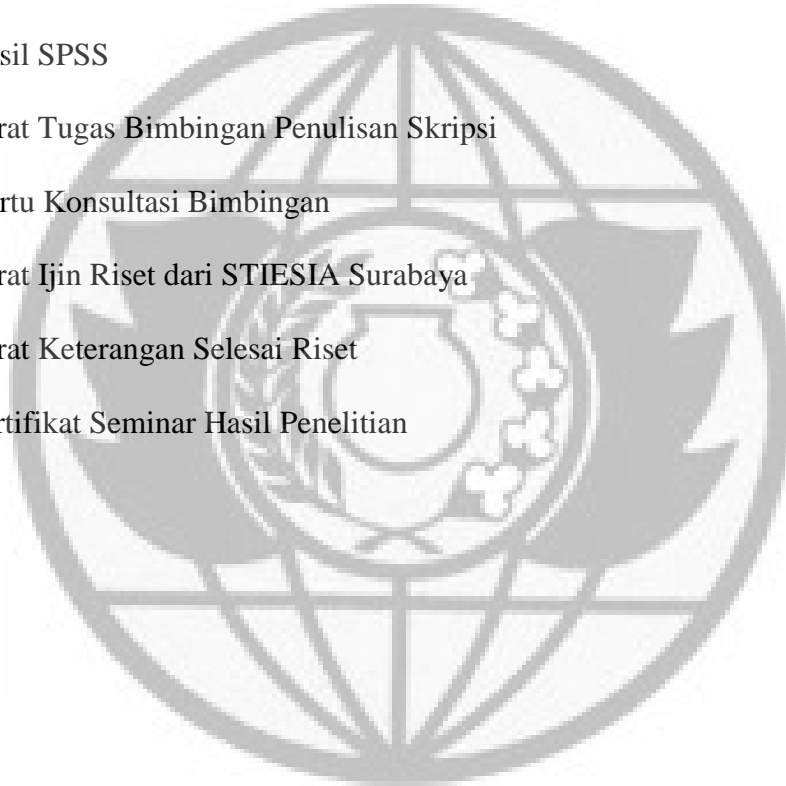 sil SPSS
rat Tugas Bimbingan Penulisan Skripsi
rtu Konsultasi Bimbingan
rat Ijin Riset dari STIESIA Surabaya
rat Keterangan Selesai Riset
rtifikat Seminar Hasil Penelitian